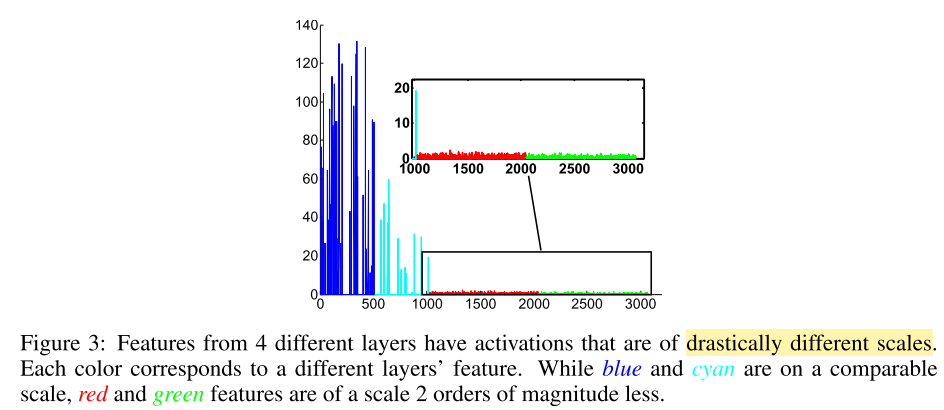 140
120
100
80
60
40
20
0
0 500 1000 1500 2000 2500 3000
20
10
0
1000 1500 2000 2500 3000
Figure 3: Features from 4 different layers have activations that are of drastically different scales.
Each color corresponds to a different layers’ feature. While blue and cyan are on a comparable
scale, red and green features are of a scale 2 orders of magnitude less.